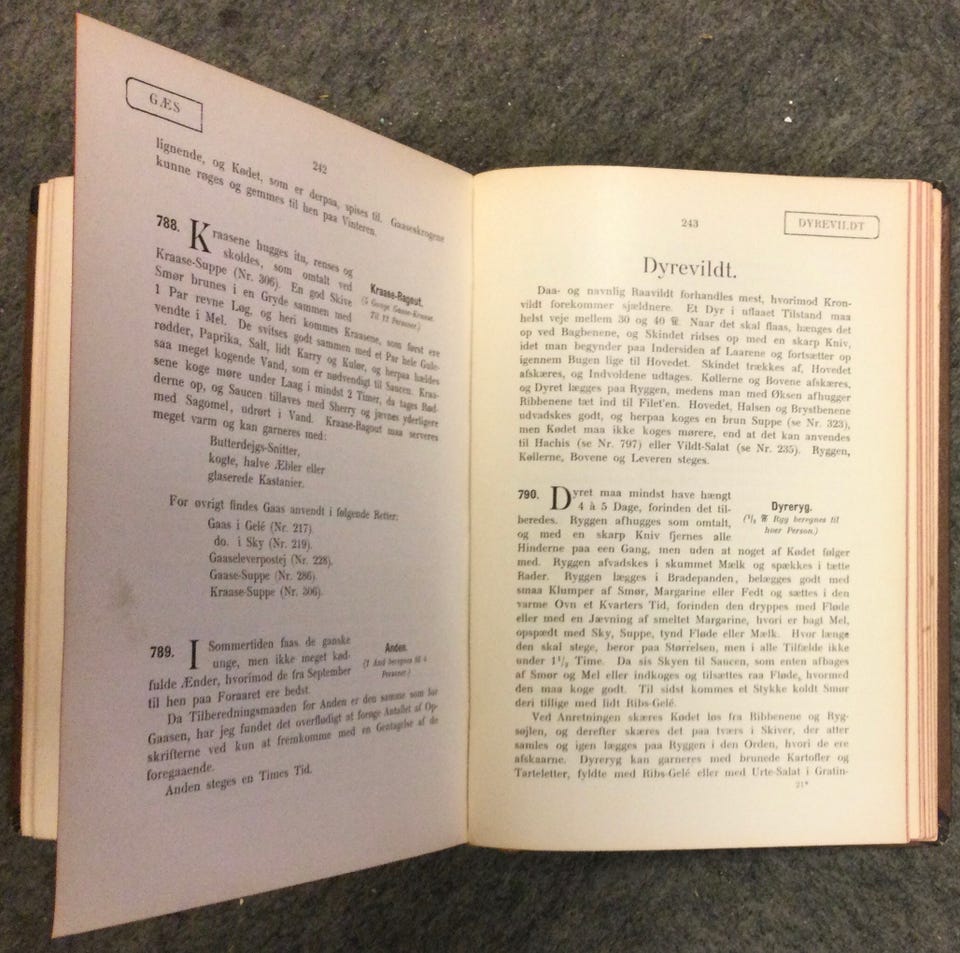 GÆS
242
lignende, og Kødet, som er derpaa, spises til. Gaaseskrogene
kunne røges og gemmes til hen paa Vinteren.
788. Kraasene hugges itu, renses og
skoldes, som omtalt ved
Kraase-Suppe (Nr. 306). En god Skive
Smør brunes i en Gryde sammen med
Kraase-Ragout.
Gange Gaase-Kraase.
Til 12 Personer.)
1 Par revne Løg, og heri kommes Kraasene, som først ere
vendte i Mel. De svitses godt sammen med et Par hele Gule-
rødder, Paprika, Salt, lidt Karry og Kulør, og herpaa hældes
saa meget kogende Vand, som er nødvendigt til Saucen. Kraa-
sene koge møre under Laag i mindst 2 Timer, da tages Rød-
derne op, og Saucen tillaves med Sherry og jævnes yderligere
med Sagomel, udrørt i Vand. Kraase-Ragout maa serveres
meget varm og kan garneres med:
Butterdejgs-Snitter,
kogte, halve Æbler eller
glaserede Kastanier.
For øvrigt findes Gaas anvendt i følgende Retter:
Gaas i Gelé (Nr. 217).
do. i Sky (Nr. 219).
Gaaseleverpostej (Nr. 228).
Gaase-Suppe (Nr. 286).
Kraase-Suppe (Nr. 306).
789. I Sommertiden faas de ganske
unge, men ikke meget kød-
fulde Ænder, hvorimod de fra September
til hen paa Foraaret ere bedst.
Anden.
(1 And beregnes til 4
Personer.)
Da Tilberedningsmaaden for Anden er den samme som for
Gaasen, har jeg fundet det overflødigt at forøge Antallet af Op-
skrifterne ved kun at fremkomme med en Gentagelse af de
foregaaende.
Anden steges en Times Tid.
243
DYREVILDT
Dyrevildt.
Daa- og navnlig Raavildt forhandles mest, hvorimod Kron-
vildt forekommer sjældnere. Et Dyr i uflaaet Tilstand maa
helst veje mellem 30 og 40 ℔. Naar det skal flaas, hænges det
op ved Bagbenene, og Skindet ridses op med en skarp Kniv,
idet man begynder paa Indersiden af Laarene og fortsætter op
igennem Bugen lige til Hovedet. Skindet trækkes af, Hovedet
afskæres, og Indvoldene udtages. Køllerne og Bovene afskæres,
og Dyret lægges paa Ryggen, medens man med Øksen afhugger
Ribbenene tæt ind til Filet'en. Hovedet, Halsen og Brystbenene
udvadskes godt, og herpaa koges en brun Suppe (se Nr. 323),
men Kødet maa ikke koges mørere, end at det kan anvendes
til Hachis (se Nr. 797) eller Vildt-Salat (se Nr. 235). Ryggen,
Køllerne, Bovene og Leveren steges.
790. Dyret maa mindst have hængt
4 à 5 Dage, forinden det til-
beredes. Ryggen afhugges som omtalt,
og med en skarp Kniv fjernes alle
Dyreryg.
(1/2 ℔ Ryg beregnes til
hver Person.)
Hinderne paa een Gang, men uden at noget af Kødet følger
med. Ryggen afvadskes i skummet Mælk og spækkes i tætte
Rader. Ryggen lægges i Bradepanden, belægges godt med
smaa Klumper af Smør, Margarine eller Fedt og sættes i den
varme Ovn et Kvarters Tid, forinden den dryppes med Fløde
eller med en Jævning af smeltet Margarine, hvori er bagt Mel,
opspædt med Sky, Suppe, tynd Fløde eller Mælk. Hvor længe
den skal stege, beror paa Størrelsen, men i alle Tilfælde ikke
under 1 1/2 Time. Da sis Skyen til Saucen, som enten afbages
af Smør og Mel eller indkoges og tilsættes raa Fløde, hvormed
den maa koge godt. Til sidst kommes et Stykke koldt Smør
deri tillige med lidt Ribs-Gelé.
Ved Anretningen skæres Kødet løs fra Ribbenene og Ryg-
søjlen, og derefter skæres det paa tværs i Skiver, der atter
samles og igen lægges paa Ryggen i den Orden, hvori de ere
afskaarne. Dyreryg kan garneres med brunede Kartofler og
Tarteletter, fyldte med Ribs-Gelé eller med Urte-Salat i Gratin-
21*